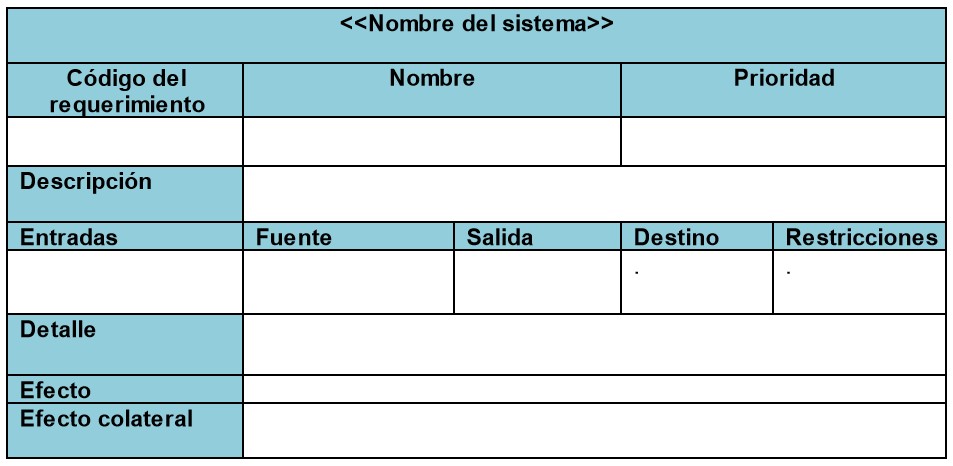 <<Nombre del sistema>>
Código del
requerimiento
Nombre
Prioridad
Descripción
Entradas
Fuente
Salida
Destino
Restricciones
.
.
Detalle
Efecto
Efecto colateral